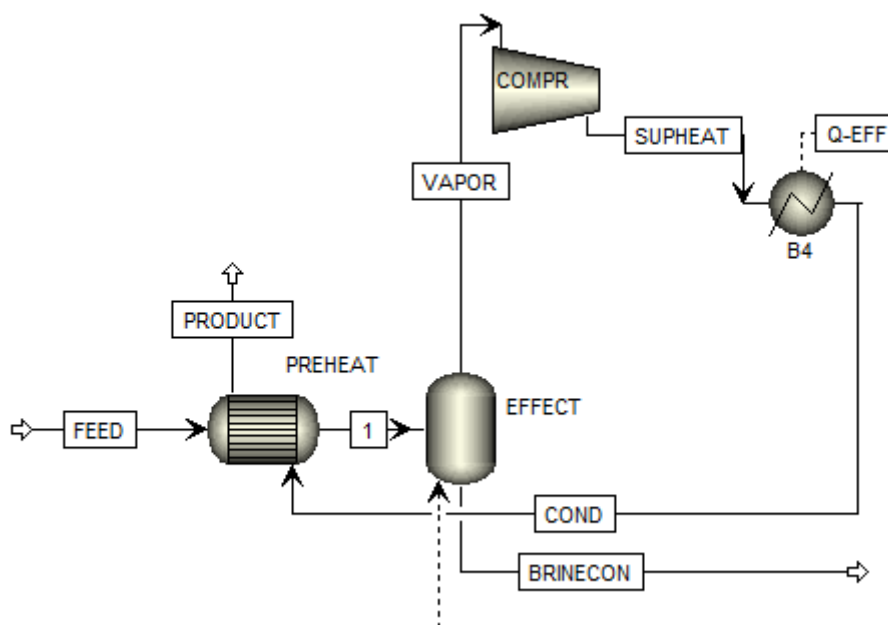 COMPR
SUPHEAT
Q-EFF
VAPOR
B4
PRODUCT
PREHEAT
EFFECT
FEED
1
COND
BRINECON